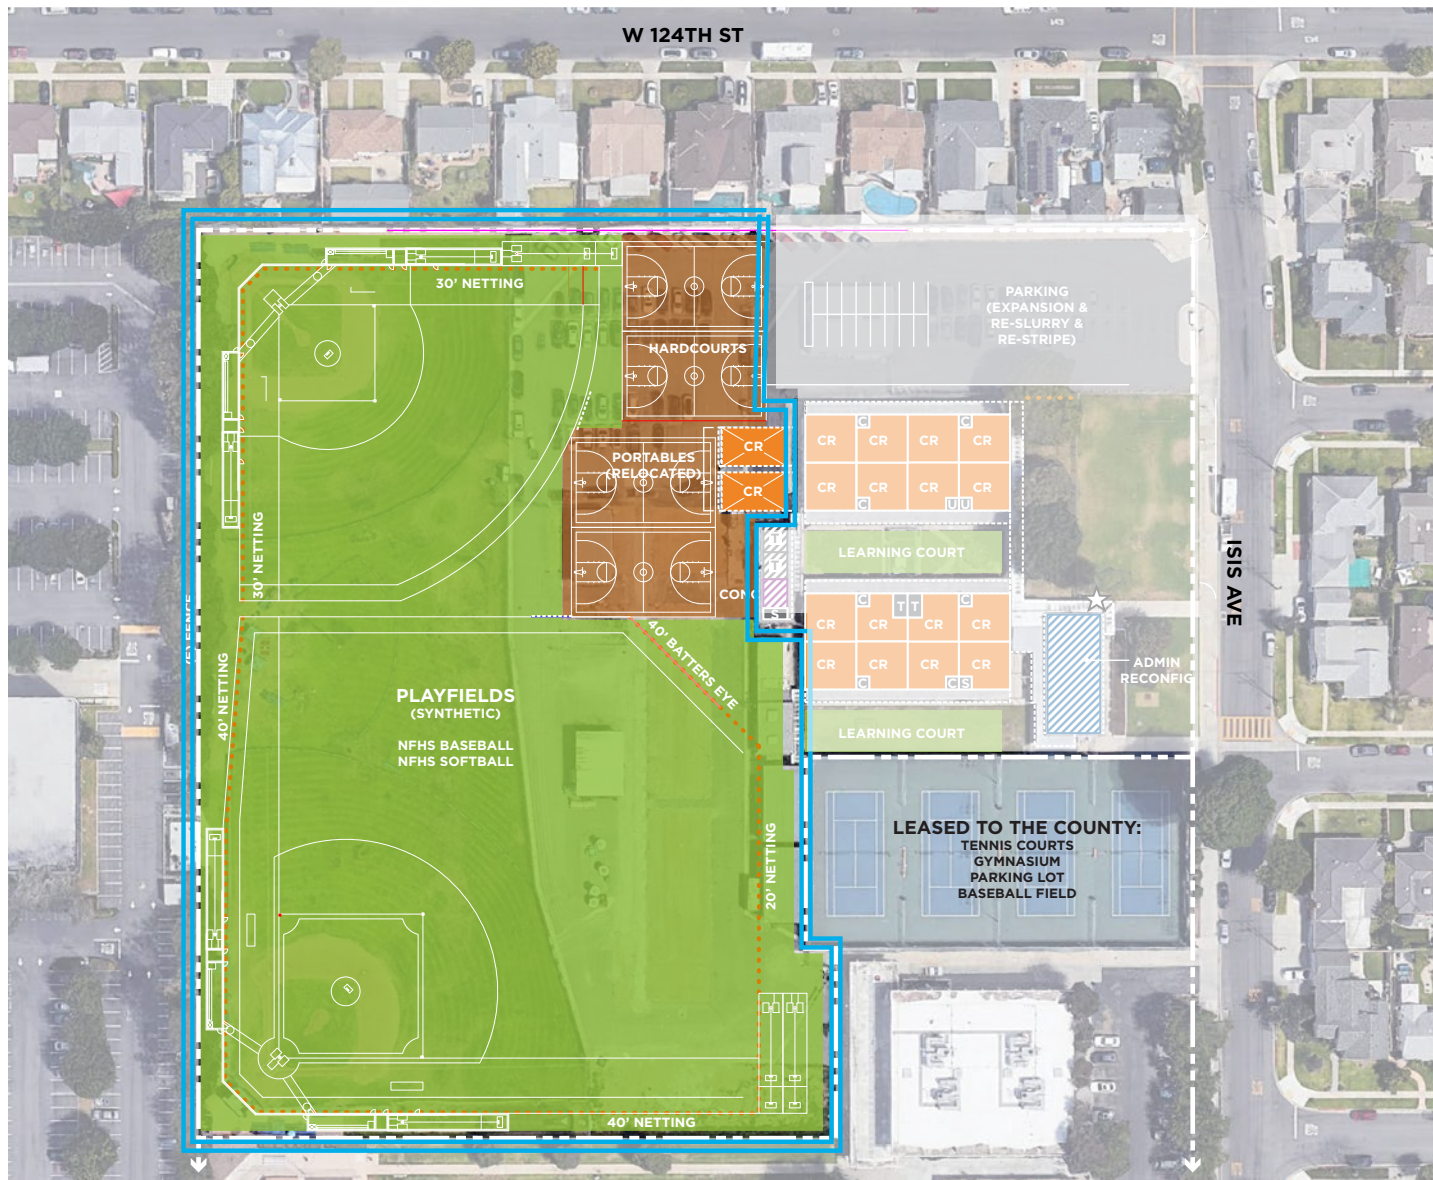 W 124TH ST
30' NETTING
PARKING
(EXPANSION &
RE-SLURRY &
RE-STRIPE)
HARDCOURTS
PORTABLES
(RELOCATED)
CR
CR
C
C
CR
CR
CR
CR
CR
CR
CR
CR
C
U U
30' NETTING
T
T
LEARNING COURT
ISIS AVE
CONC
S
C
T T
C
CR
CR
CR
CR
CR
CR
CR
CR
C
C S
40' BATTERS EYE
40' NETTING
ADMIN
RECONFIG
PLAYFIELDS
(SYNTHETIC)
NFHS BASEBALL
NFHS SOFTBALL
LEARNING COURT
20' NETTING
LEASED TO THE COUNTY:
TENNIS COURTS
GYMNASIUM
PARKING LOT
BASEBALL FIELD
40' NETTING